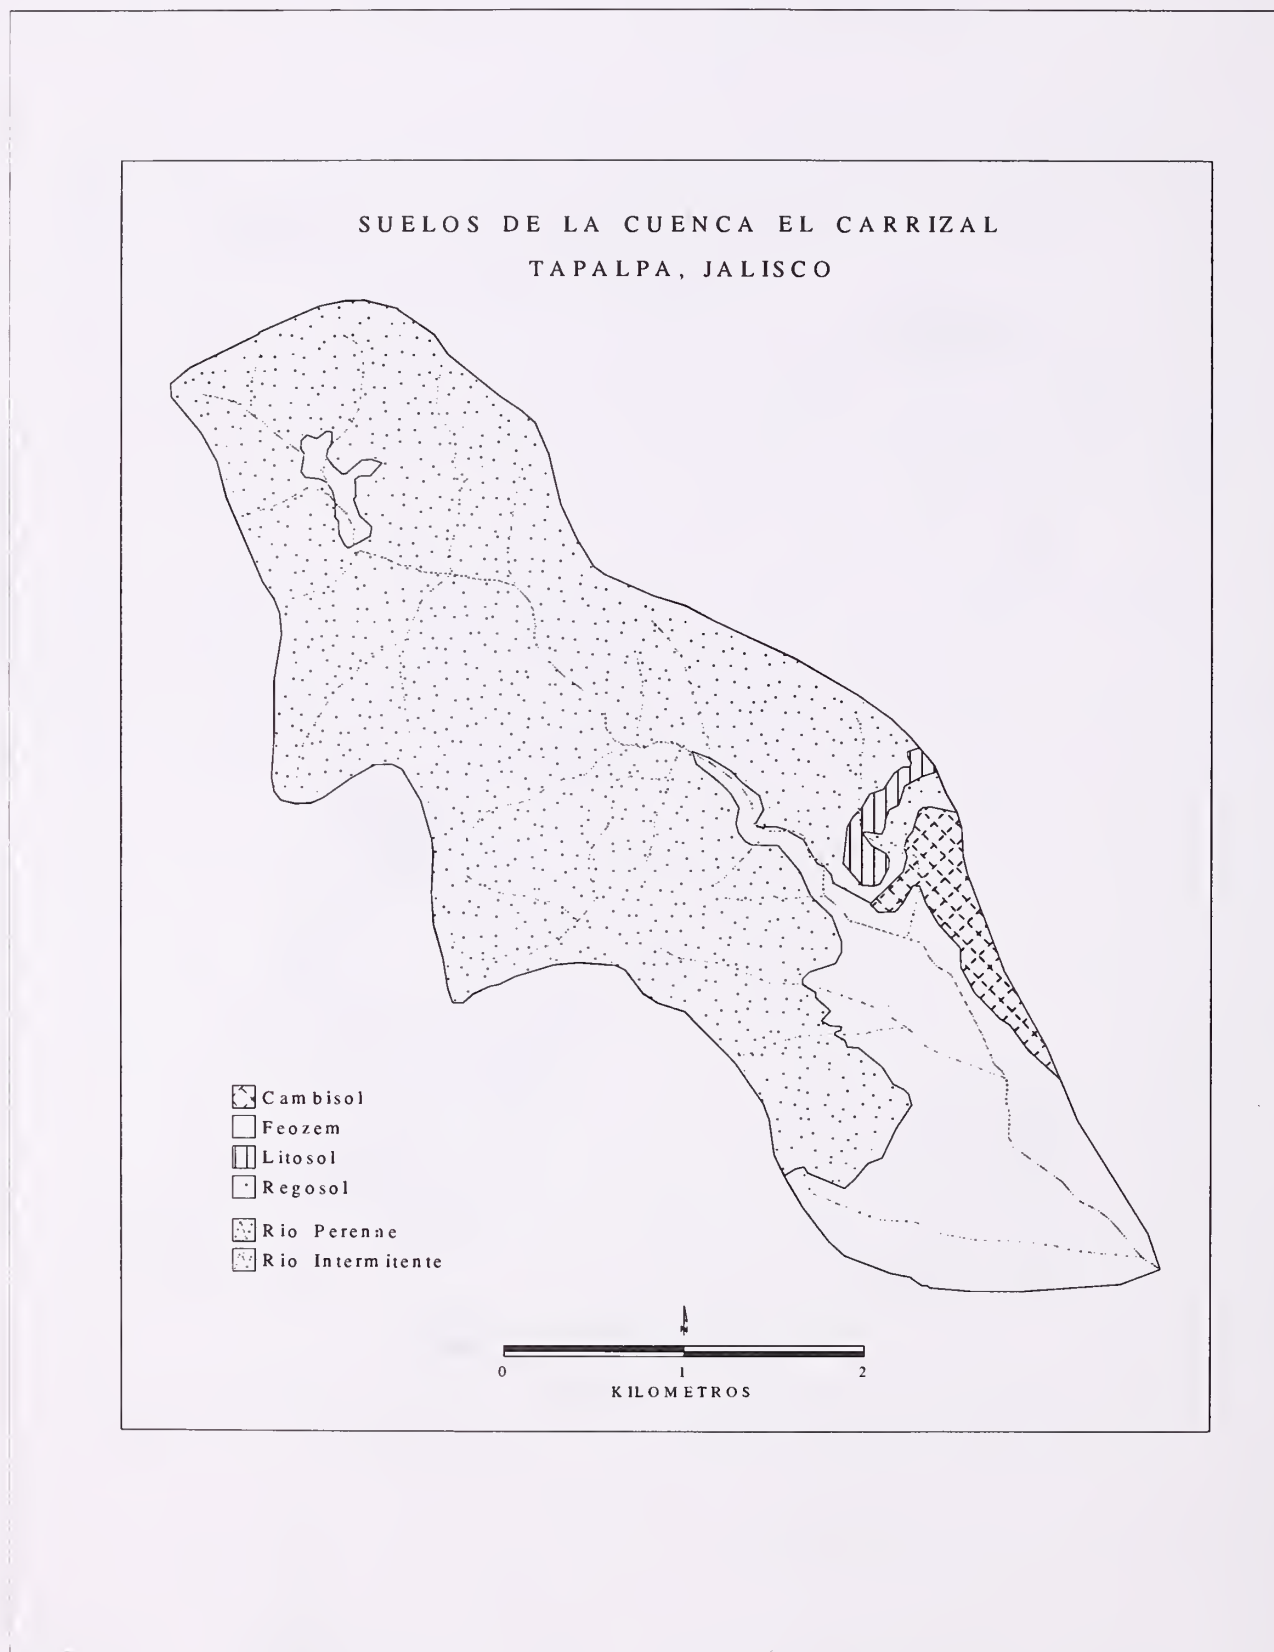 SUELOS DE LA CUENCA EL CARRIZAL
TAPALPA, JALISCO
Cambisol
Feozem
Litosol
Regosol
Rio Perenne
Rio Intermitente
N
0 1 2
KILOMETROS